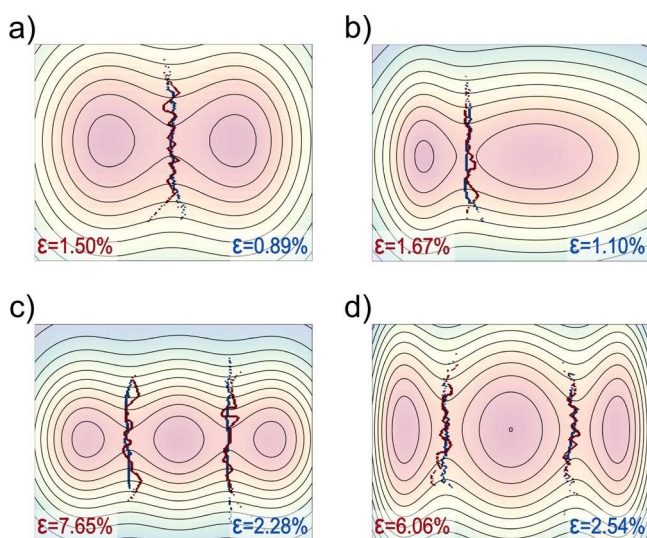 a)
b)
ε=1.50%
ε=0.89%
ε=1.67%
ε=1.10%
c)
d)
ε=7.65%
ε=2.28%
ε=6.06%
ε=2.54%